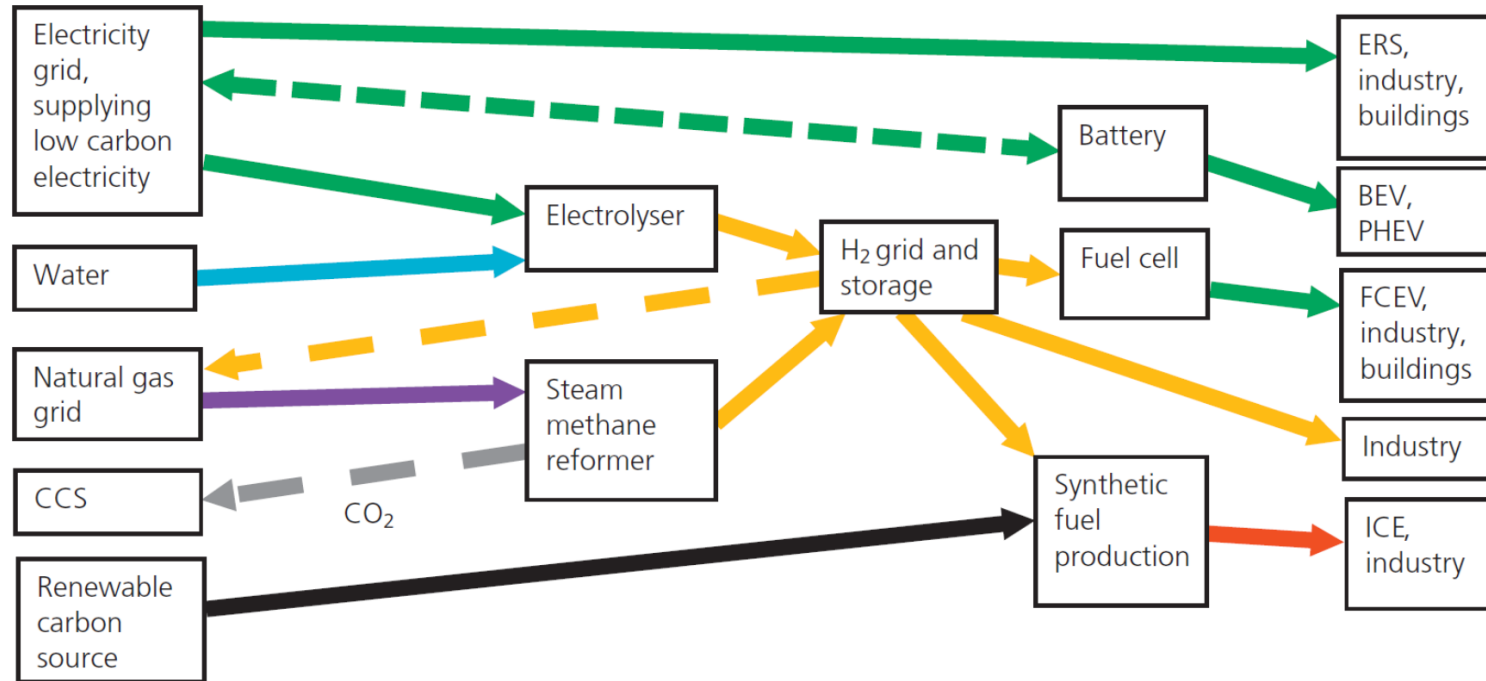 Electricity
grid,
supplying
low carbon
electricity
ERS,
industry,
buildings
Battery
BEV,
PHEV
Electrolyser
Water
H₂ grid and
storage
Fuel cell
FCEV,
industry,
buildings
Natural gas
grid
Steam
methane
reformer
Industry
CCS
CO₂
Synthetic
fuel
production
ICE,
industry
Renewable
carbon
source